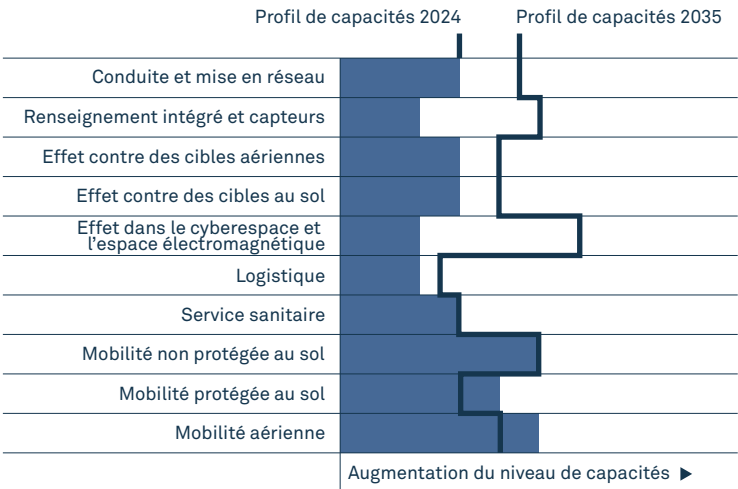 Profil de capacités 2024
Profil de capacités 2035
Conduite et mise en réseau
Renseignement intégré et capteurs
Effet contre des cibles aériennes
Effet contre des cibles au sol
Effet dans le cyberespace et
l’espace électromagnétique
Logistique
Service sanitaire
Mobilité non protégée au sol
Mobilité protégée au sol
Mobilité aérienne
Augmentation du niveau de capacités ▶